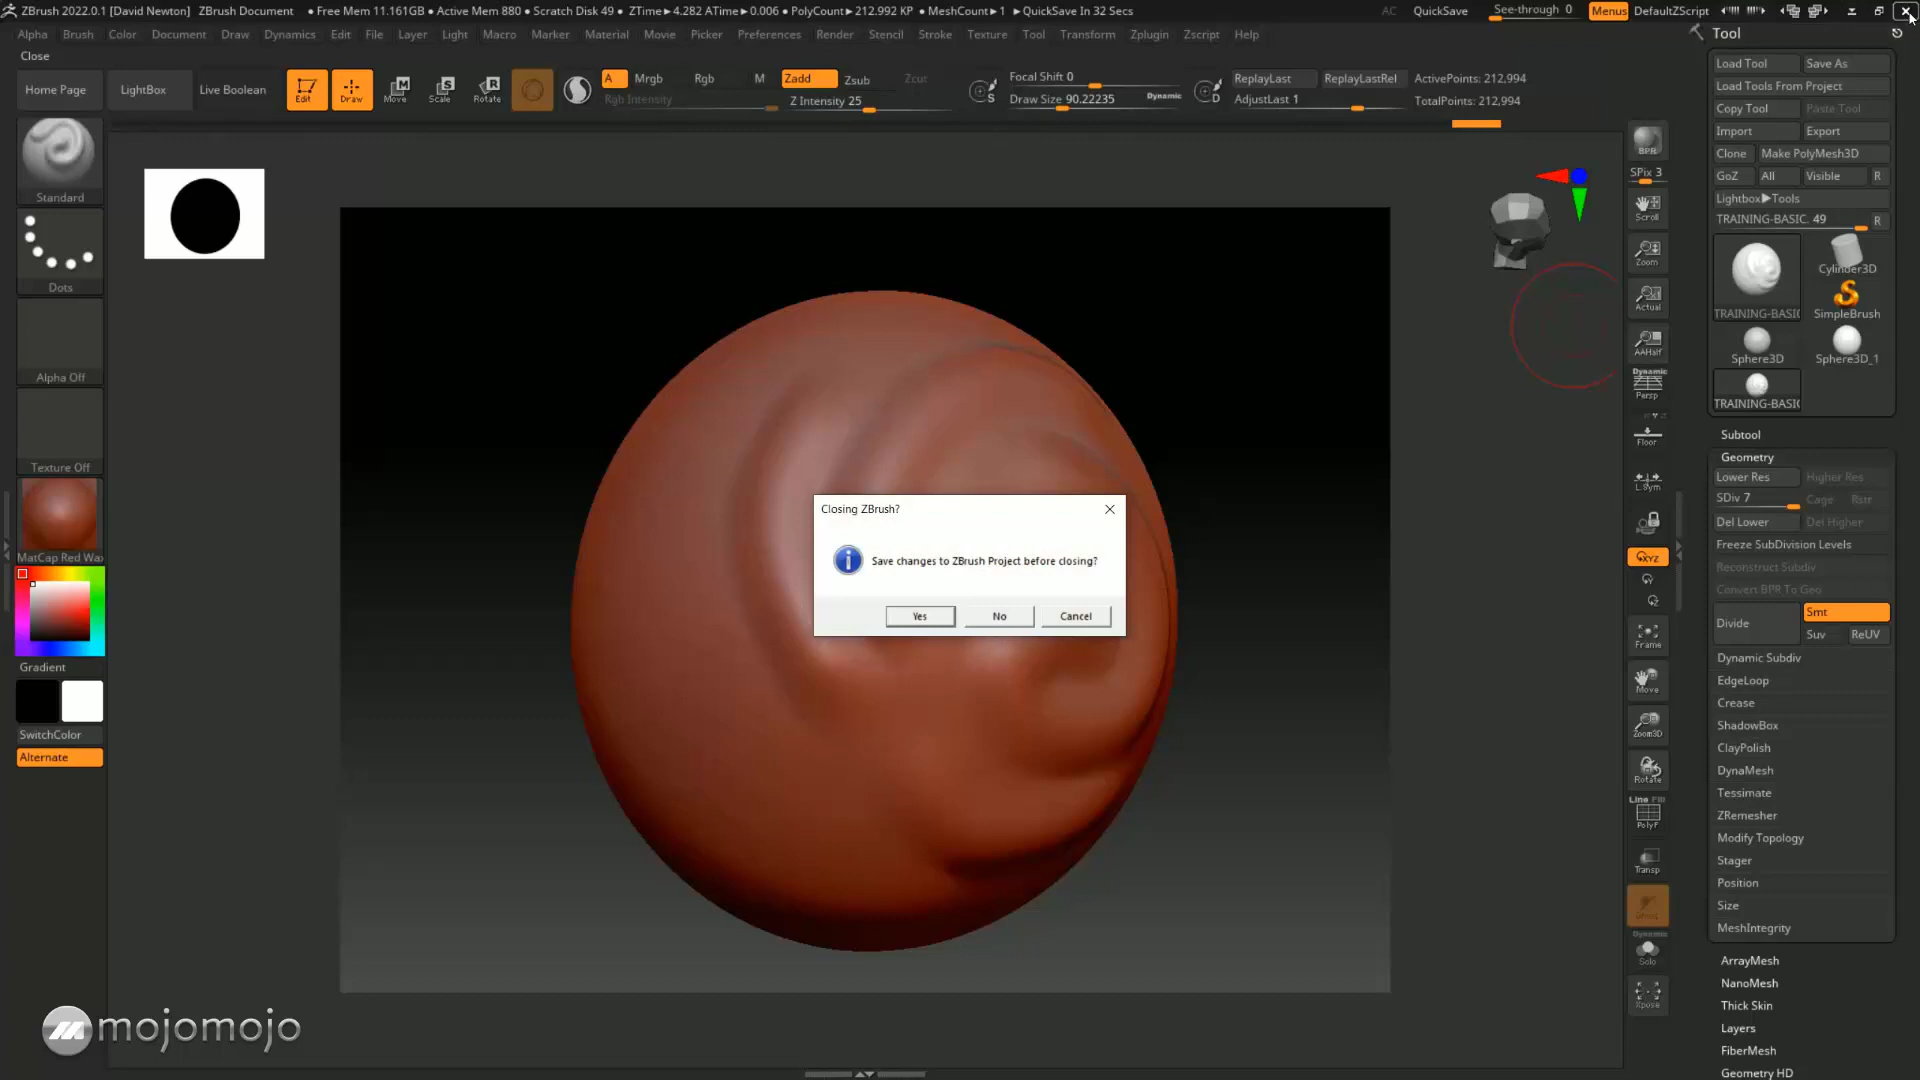 ZBrush 2022.0.1 [David Newton] ZBrush Document • Free Mem 11.161GB • Active Mem 880 • Scratch Disk 49 • ZTime▶4.282 ATime▶0.006 • PolyCount▶212.992 KP • MeshCount▶1 ▶QuickSave In 32 Secs AC QuickSave See-through 0 Menus DefaultZScript
Alpha Brush Color Document Draw Dynamics Edit File Layer Light Macro Marker Material Movie Picker Preferences Render Stencil Stroke Texture Tool Transform Zplugin Zscript Help
Close
Home Page LightBox Live Boolean
Edit Draw Move Scale Rotate
A Mrgb Rgb M Zadd Zsub Zcut
Rgb Intensity Z Intensity 25
Focal Shift 0
Draw Size 90.22235 Dynamic
S D
ReplayLast ReplayLastRel
AdjustLast 1
ActivePoints: 212,994
TotalPoints: 212,994
Standard
Dots
Alpha Off
Texture Off
MatCap Red Wax
Gradient
SwitchColor
Alternate
Closing ZBrush?
Save changes to ZBrush Project before closing?
Yes No Cancel
BPR
SPix 3
Scroll
Zoom
Actual
AAHalf
Dynamic
Persp
Floor
L.Sym
XYZ
Frame
Move
Zoom3D
Rotate
Line Fill
PolyF
Transp
Dynamic
Solo
Xpose
Tool
Load Tool Save As
Load Tools From Project
Copy Tool Paste Tool
Import Export
Clone Make PolyMesh3D
GoZ All Visible R
Lightbox▶Tools
TRAINING-BASIC. 49 R
Cylinder3D
TRAINING-BASIC SimpleBrush
Sphere3D Sphere3D_1
TRAINING-BASIC
Subtool
Geometry
Lower Res Higher Res
SDiv 7 Cage Rstr
Del Lower Del Higher
Freeze SubDivision Levels
Reconstruct Subdiv
Convert BPR To Geo
Divide Smt
Suv ReUV
Dynamic Subdiv
EdgeLoop
Crease
ShadowBox
ClayPolish
DynaMesh
Tessimate
ZRemesher
Modify Topology
Stager
Position
Size
MeshIntegrity
ArrayMesh
NanoMesh
Thick Skin
Layers
FiberMesh
Geometry HD
mojomojo